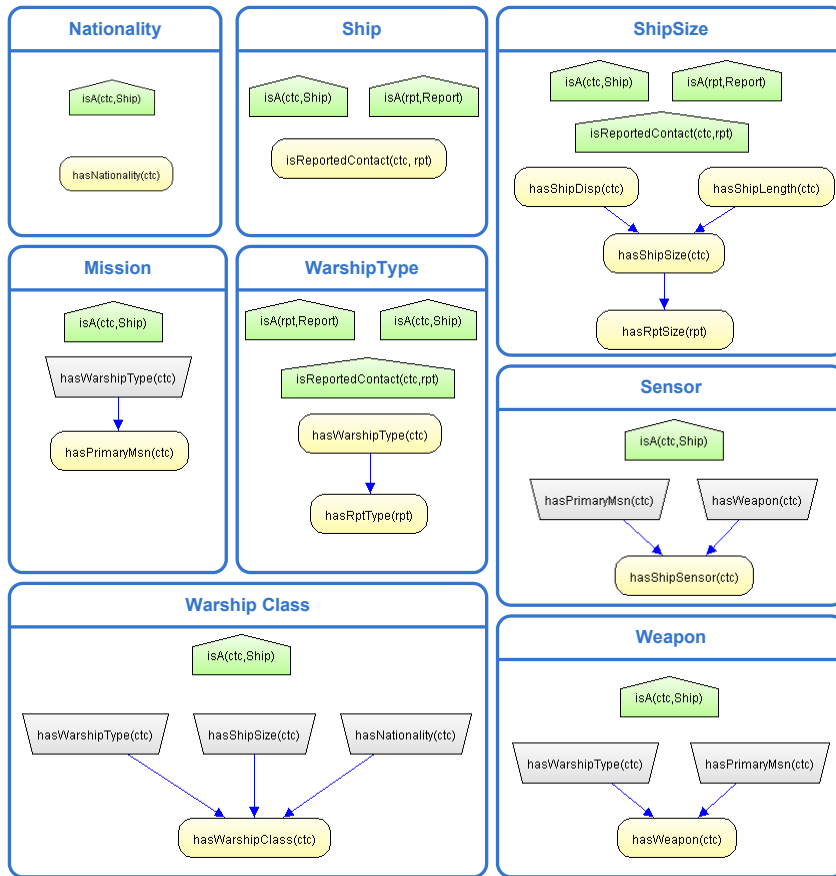 Nationality
isA(ctc,Ship)
hasNationality(ctc)
Ship
isA(ctc,Ship)
isA(rpt,Report)
isReportedContact(ctc, rpt)
ShipSize
isA(ctc,Ship)
isA(rpt,Report)
isReportedContact(ctc,rpt)
hasShipDisp(ctc)
hasShipLength(ctc)
hasShipSize(ctc)
hasRptSize(rpt)
Mission
isA(ctc,Ship)
hasWarshipType(ctc)
hasPrimaryMsn(ctc)
WarshipType
isA(rpt,Report)
isA(ctc,Ship)
isReportedContact(ctc,rpt)
hasWarshipType(ctc)
hasRptType(rpt)
Sensor
isA(ctc,Ship)
hasPrimaryMsn(ctc)
hasWeapon(ctc)
hasShipSensor(ctc)
Warship Class
isA(ctc,Ship)
hasWarshipType(ctc)
hasShipSize(ctc)
hasNationality(ctc)
hasWarshipClass(ctc)
Weapon
isA(ctc,Ship)
hasWarshipType(ctc)
hasPrimaryMsn(ctc)
hasWeapon(ctc)